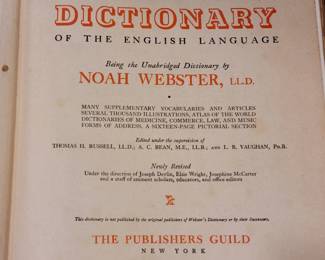 DICTIONARY
OF THE ENGLISH LANGUAGE
Being the Unabridged Dictionary by
NOAH WEBSTER, LL.D.
MANY SUPPLEMENTARY VOCABULARIES AND ARTICLES
SEVERAL THOUSAND ILLUSTRATIONS, ATLAS OF THE WORLD
DICTIONARIES OF MEDICINE, COMMERCE, LAW, AND MUSIC
FORMS OF ADDRESS, A SIXTEEN-PAGE PICTORIAL SECTION
Edited under the supervision of
THOMAS H. RUSSELL, LL.D.; A. C. BEAN, M.E., LL.B.; AND L. B. VAUGHAN, PH.B.
Newly Revised
Under the direction of Joseph Devlin, Elsie Wright, Josephine McCarter
and a staff of eminent scholars, educators, and office editors
This dictionary is not published by the original publishers of Webster's Dictionary or by their successors.
THE PUBLISHERS GUILD
NEW YORK